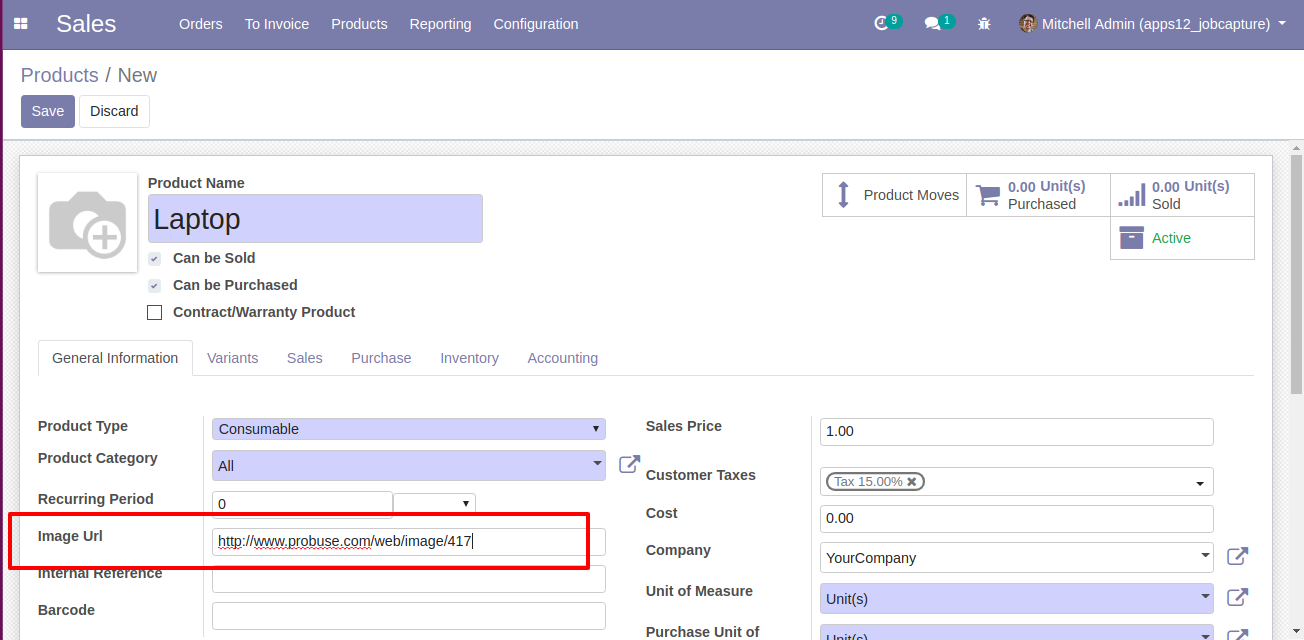 Sales Orders To Invoice Products Reporting Configuration 9 1 Mitchell Admin (apps12_jobcapture)
Products / New
Save Discard
Product Name
Laptop
Can be Sold
Can be Purchased
Contract/Warranty Product
Product Moves
0.00 Unit(s)
Purchased
0.00 Unit(s)
Sold
Active
General Information Variants Sales Purchase Inventory Accounting
Product Type Consumable
Product Category All
Recurring Period 0
Image Url http://www.probuse.com/web/image/417
Internal Reference
Barcode
Sales Price 1.00
Customer Taxes Tax 15.00%
Cost 0.00
Company YourCompany
Unit of Measure Unit(s)
Purchase Unit of Unit(s)